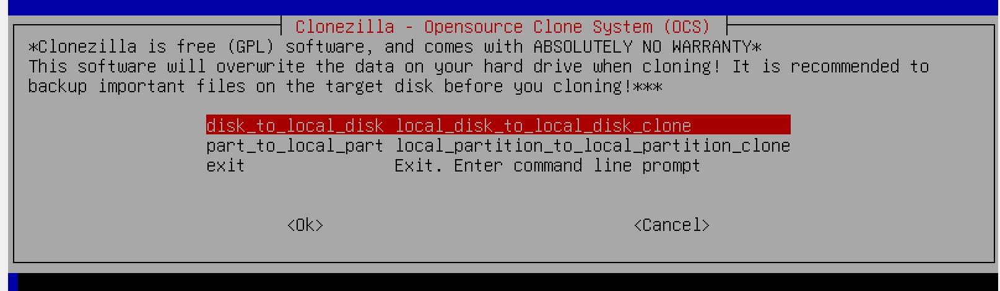 Clonezilla - Opensource Clone System (OCS)
*Clonezilla is free (GPL) software, and comes with ABSOLUTELY NO WARRANTY*
This software will overwrite the data on your hard drive when cloning! It is recommended to
backup important files on the target disk before you cloning!***
disk_to_local_disk local_disk_to_local_disk_clone
part_to_local_part local_partition_to_local_partition_clone
exit Exit. Enter command line prompt
<Ok> <Cancel>